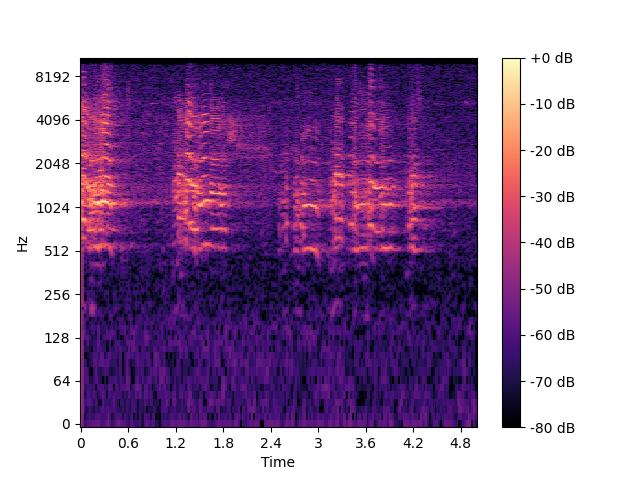 8192
4096
2048
1024
512
256
128
64
0
Hz
0 0.6 1.2 1.8 2.4 3 3.6 4.2 4.8
Time
+0 dB
-10 dB
-20 dB
-30 dB
-40 dB
-50 dB
-60 dB
-70 dB
-80 dB